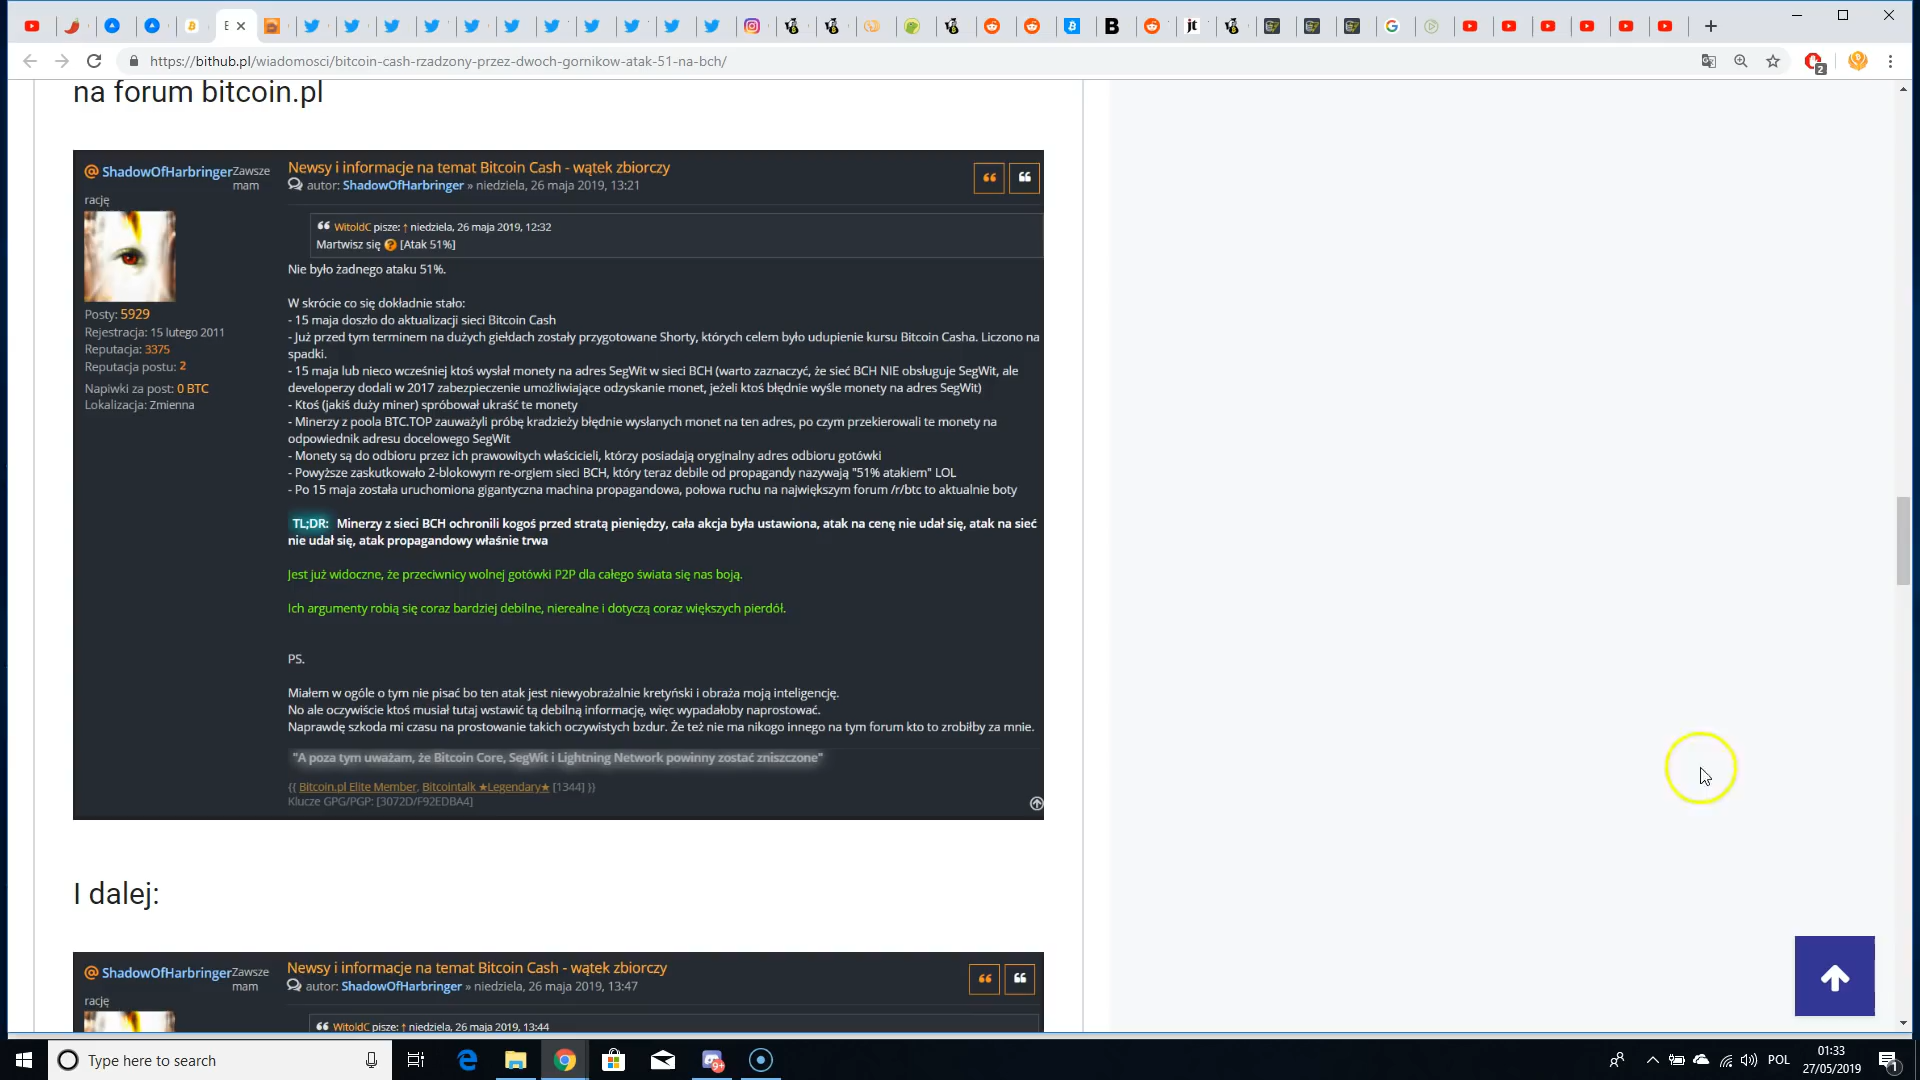 https://bithub.pl/wiadomosci/bitcoin-cash-rzadzony-przez-dwoch-gornikow-atak-51-na-bch/
2
na forum bitcoin.pl
@ ShadowOfHarbringer Zawsze mam
rację
Posty: 5929
Rejestracja: 15 lutego 2011
Reputacja: 3375
Reputacja postu: 2
Napiwki za post: 0 BTC
Lokalizacja: Zmienna
Newsy i informacje na temat Bitcoin Cash - wątek zbiorczy
autor: ShadowOfHarbringer » niedziela, 26 maja 2019, 13:21
WitoldC pisze: ↑ niedziela, 26 maja 2019, 12:32
Martwisz się ? [Atak 51%]
Nie było żadnego ataku 51%.
W skrócie co się dokładnie stało:
- 15 maja doszło do aktualizacji sieci Bitcoin Cash
- Już przed tym terminem na dużych giełdach zostały przygotowane Shorty, których celem było udupienie kursu Bitcoin Casha. Liczono na
spadki.
- 15 maja lub nieco wcześniej ktoś wysłał monety na adres SegWit w sieci BCH (warto zaznaczyć, że sieć BCH NIE obsługuje SegWit, ale
developerzy dodali w 2017 zabezpieczenie umożliwiające odzyskanie monet, jeżeli ktoś błędnie wyśle monety na adres SegWit)
- Ktoś (jakiś duży miner) spróbował ukraść te monety
- Minerzy z poola BTC.TOP zauważyli próbę kradzieży błędnie wysłanych monet na ten adres, po czym przekierowali te monety na
odpowiednik adresu docelowego SegWit
- Monety są do odbioru przez ich prawowitych właścicieli, którzy posiadają oryginalny adres odbioru gotówki
- Powyższe zaskutkowało 2-blokowym re-orgiem sieci BCH, który teraz debile od propagandy nazywają "51% atakiem" LOL
- Po 15 maja została uruchomiona gigantyczna machina propagandowa, połowa ruchu na największym forum /r/btc to aktualnie boty
TL;DR: Minerzy z sieci BCH ochronili kogoś przed stratą pieniędzy, cała akcja była ustawiona, atak na cenę nie udał się, atak na sieć
nie udał się, atak propagandowy właśnie trwa
Jest już widoczne, że przeciwnicy wolnej gotówki P2P dla całego świata się nas boją.
Ich argumenty robią się coraz bardziej debilne, nierealne i dotyczą coraz większych pierdół.
PS.
Miałem w ogóle o tym nie pisać bo ten atak jest niewyobrażalnie kretyński i obraża moją inteligencję.
No ale oczywiście ktoś musiał tutaj wstawić tą debilną informację, więc wypadałoby naprostować.
Naprawdę szkoda mi czasu na prostowanie takich oczywistych bzdur. Że też nie ma nikogo innego na tym forum kto to zrobiłby za mnie.
"A poza tym uważam, że Bitcoin Core, SegWit i Lightning Network powinny zostać zniszczone"
{{ Bitcoin.pl Elite Member, Bitcointalk ★Legendary★ [1344] }}
Klucze GPG/PGP: [3072D/F92EDBA4]
I dalej:
@ ShadowOfHarbringer Zawsze mam
rację
Newsy i informacje na temat Bitcoin Cash - wątek zbiorczy
autor: ShadowOfHarbringer » niedziela, 26 maja 2019, 13:47
WitoldC pisze: ↑ niedziela, 26 maja 2019, 13:44
Type here to search
9+
POL
01:33
27/05/2019
1